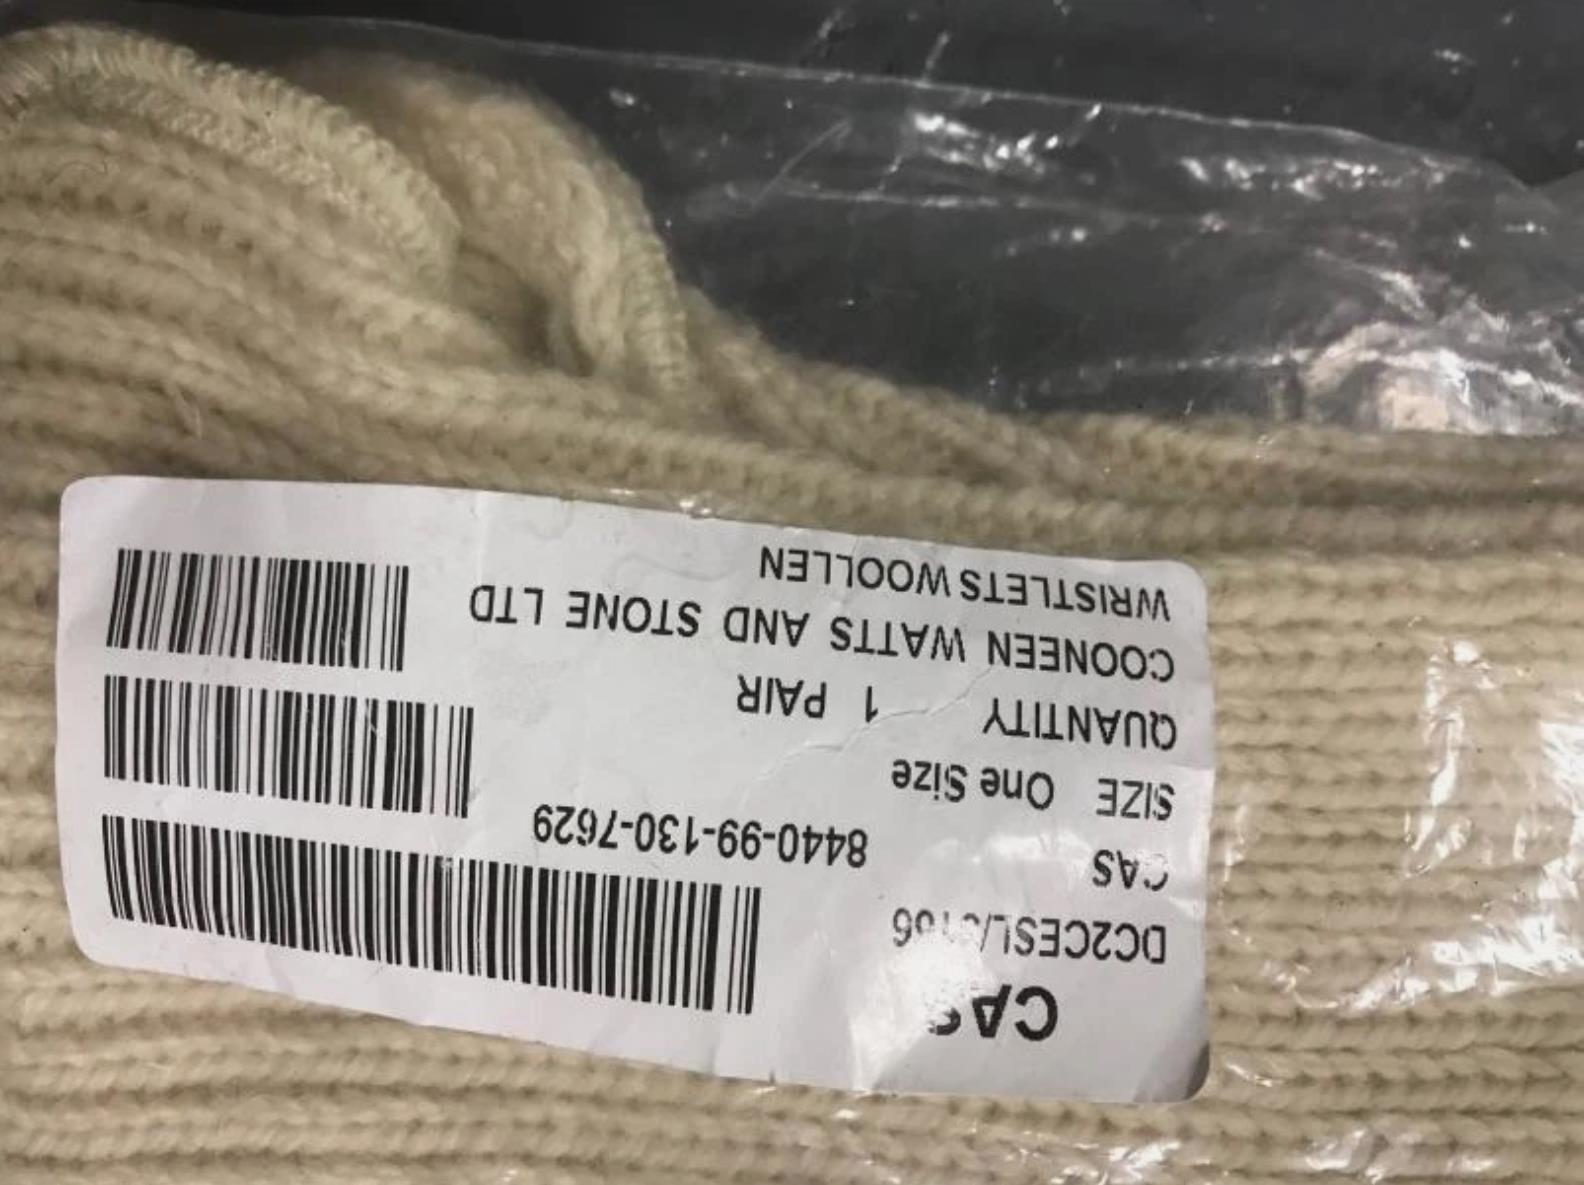 DC2CESL/
CAS
8440-99-130-7629
SIZE One Size
QUANTITY 1 PAIR
COONEEN WATTS AND STONE LTD
WRISTLETS WOOLLEN